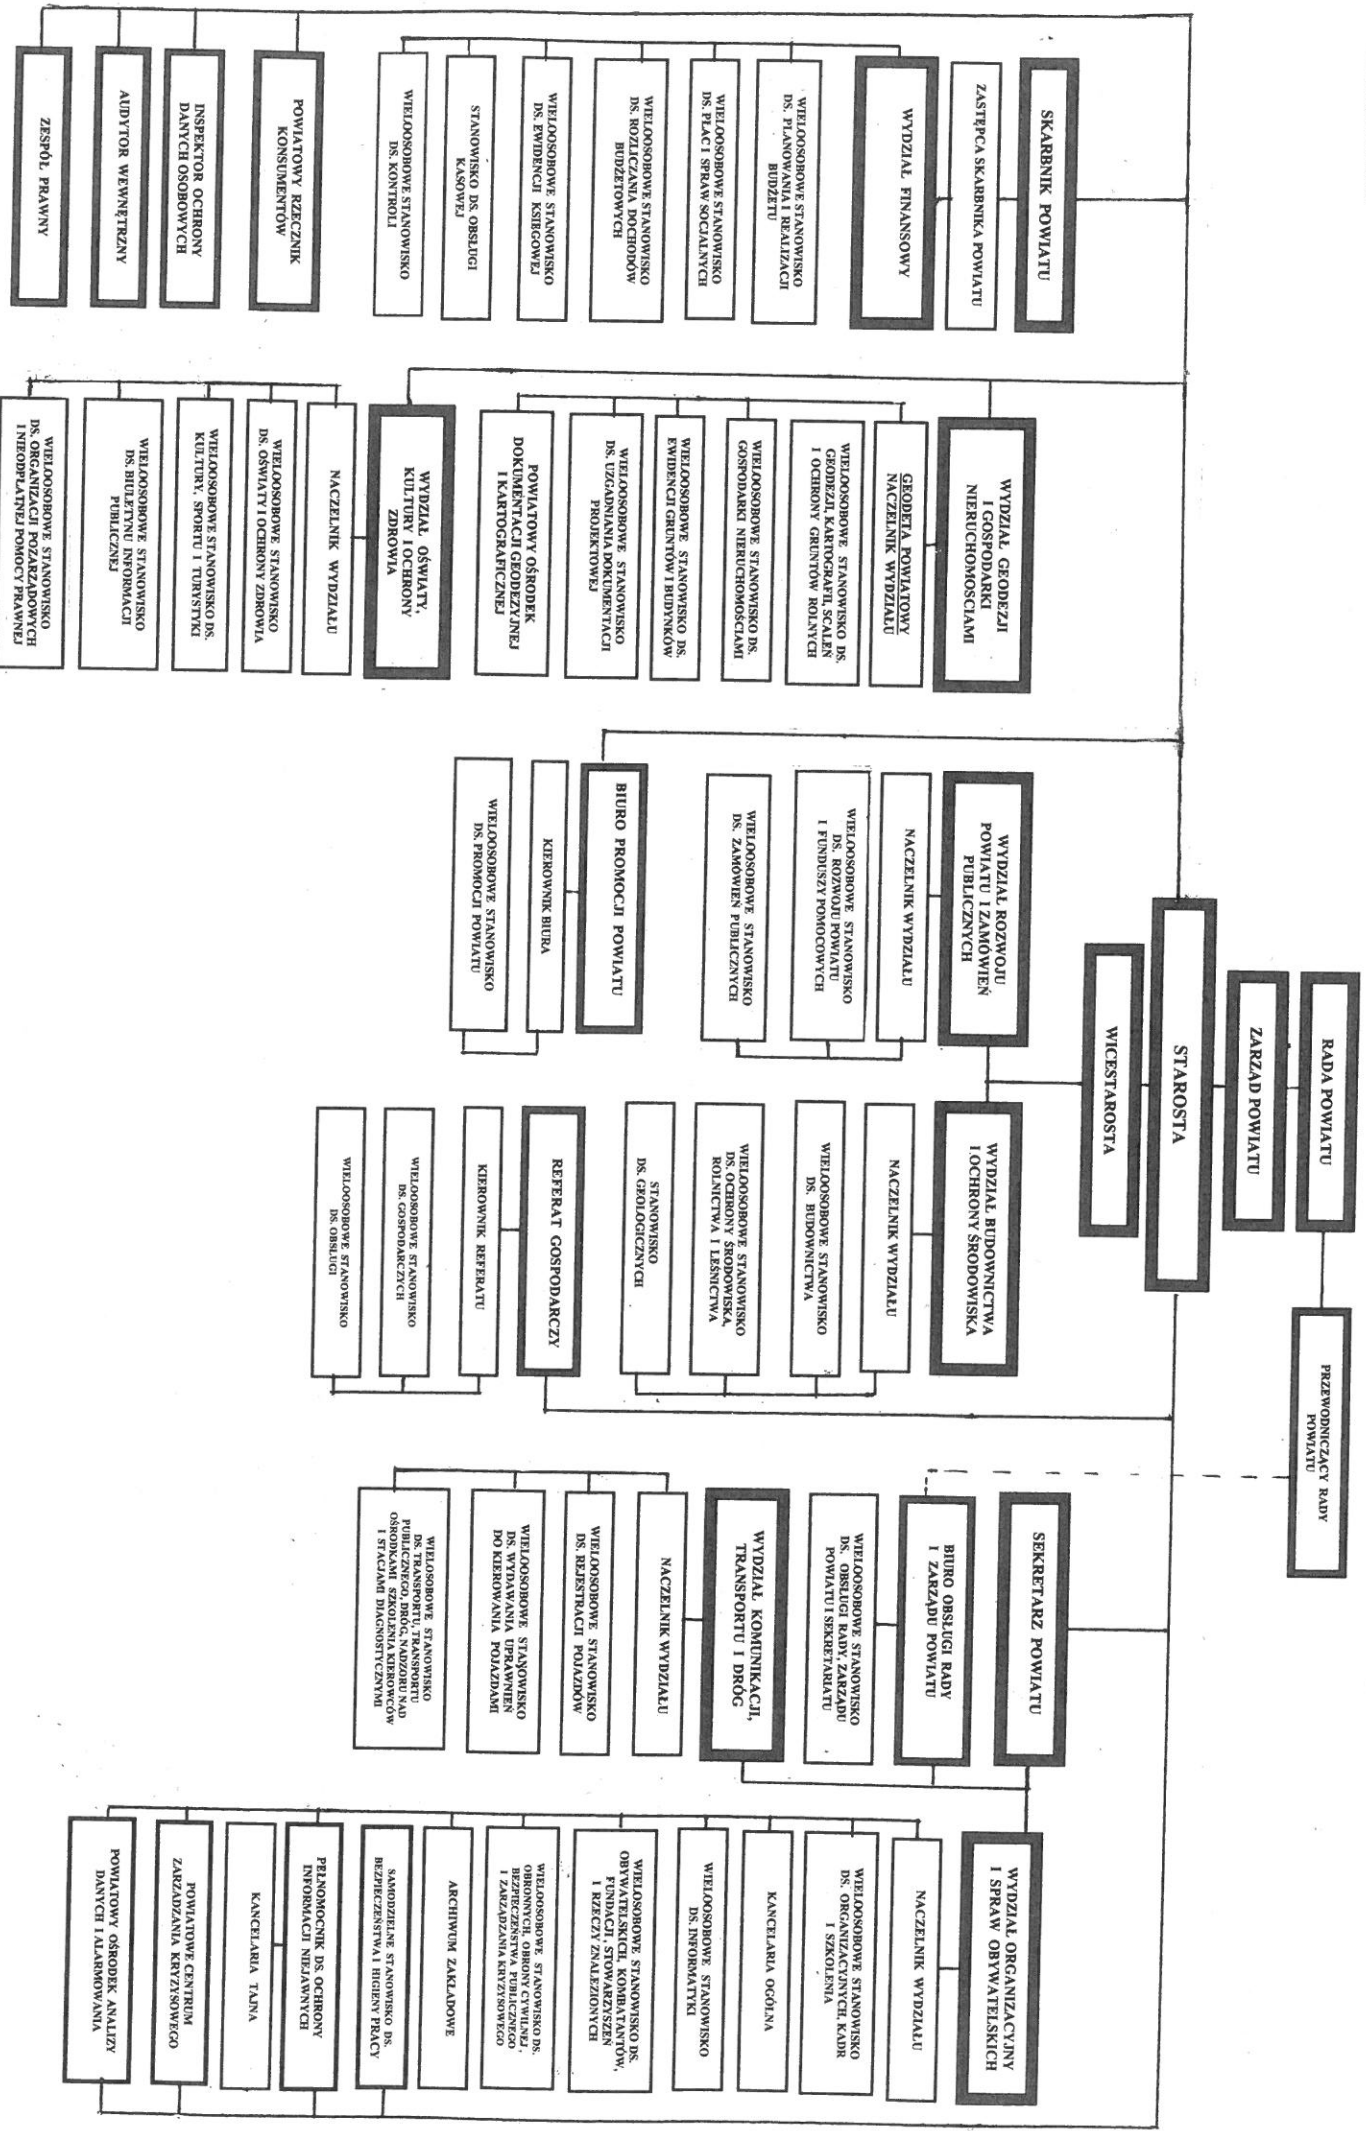 RADA POWIATU
PRZEWODNICZĄCY RADY
POWIATU
ZARZĄD POWIATU
STAROSTA
WICESTAROSTA
SKARBNIK POWIATU
ZASTĘPCA SKARBNIKA POWIATU
WYDZIAŁ FINANSOWY
WIELOOSOBOWE STANOWISKO
DS. PLANOWANIA I REALIZACJI
BUDŻETU
WIELOOSOBOWE STANOWISKO
DS. PŁAC I SPRAW SOCJALNYCH
WIELOOSOBOWE STANOWISKO
DS. ROZLICZANIA DOCHODÓW
BUDŻETOWYCH
WIELOOSOBOWE STANOWISKO
DS. EWIDENCJI KSIĘGOWEJ
STANOWISKO DS. OBSŁUGI
KASOWEJ
WIELOOSOBOWE STANOWISKO
DS. KONTROLI
POWIATOWY RZECZNIK
KONSUMENTÓW
INSPEKTOR OCHRONY
DANYCH OSOBOWYCH
AUDYTOR WEWNĘTRZNY
ZESPÓŁ PRAWNY
WYDZIAŁ GEODEZJI
I GOSPODARKI
NIERUCHOMOŚCIAMI
GEODETA POWIATOWY
NACZELNIK WYDZIAŁU
WIELOOSOBOWE STANOWISKO DS.
GEODEZJI, KARTOGRAFII, SCALEŃ
I OCHRONY GRUNTÓW ROLNYCH
WIELOOSOBOWE STANOWISKO DS.
GOSPODARKI NIERUCHOMOŚCIAMI
WIELOOSOBOWE STANOWISKO DS.
EWIDENCJI GRUNTÓW I BUDYNKÓW
WIELOOSOBOWE STANOWISKO
DS. UZGADNIANIA DOKUMENTACJI
PROJEKTOWEJ
POWIATOWY OŚRODEK
DOKUMENTACJI GEODEZYJNEJ
I KARTOGRAFICZNEJ
WYDZIAŁ OŚWIATY,
KULTURY I OCHRONY
ZDROWIA
NACZELNIK WYDZIAŁU
WIELOOSOBOWE STANOWISKO
DS. OŚWIATY I OCHRONY ZDROWIA
WIELOOSOBOWE STANOWISKO DS.
KULTURY, SPORTU I TURYSTYKI
WIELOOSOBOWE STANOWISKO
DS. BIULETYNU INFORMACJI
PUBLICZNEJ
WIELOOSOBOWE STANOWISKO
DS. ORGANIZACJI POZARZĄDOWYCH
I NIEODPŁATNEJ POMOCY PRAWNEJ
WYDZIAŁ ROZWOJU
POWIATU I ZAMÓWIEŃ
PUBLICZNYCH
NACZELNIK WYDZIAŁU
WIELOOSOBOWE STANOWISKO
DS. ROZWOJU POWIATU
I FUNDUSZY POMOCOWYCH
WIELOOSOBOWE STANOWISKO
DS. ZAMÓWIEŃ PUBLICZNYCH
BIURO PROMOCJI POWIATU
KIEROWNIK BIURA
WIELOOSOBOWE STANOWISKO
DS. PROMOCJI POWIATU
WYDZIAŁ BUDOWNICTWA
I OCHRONY ŚRODOWISKA
NACZELNIK WYDZIAŁU
WIELOOSOBOWE STANOWISKO
DS. BUDOWNICTWA
WIELOOSOBOWE STANOWISKO
DS. OCHRONY ŚRODOWISKA,
ROLNICTWA I LEŚNICTWA
STANOWISKO
DS. GEOLOGICZNYCH
REFERAT GOSPODARCZY
KIEROWNIK REFERATU
WIELOOSOBOWE STANOWISKO
DS. GOSPODARCZYCH
WIELOOSOBOWE STANOWISKO
DS. OBSŁUGI
SEKRETARZ POWIATU
BIURO OBSŁUGI RADY
I ZARZĄDU POWIATU
WIELOOSOBOWE STANOWISKO
DS. OBSŁUGI RADY, ZARZĄDU
POWIATU I SEKRETARIATU
WYDZIAŁ KOMUNIKACJI,
TRANSPORTU I DRÓG
NACZELNIK WYDZIAŁU
WIELOOSOBOWE STANOWISKO
DS. REJESTRACJI POJAZDÓW
WIELOOSOBOWE STANOWISKO
DS. WYDAWANIA UPRAWNIEŃ
DO KIEROWANIA POJAZDAMI
WIELOSOBOWE STANOWISKO
DS. TRANSPORTU, TRANSPORTU
PUBLICZNEGO, DRÓG, NADZORU NAD
OŚRODKAMI SZKOLENIA KIEROWCÓW
I STACJAMI DIAGNOSTYCZNYMI
WYDZIAŁ ORGANIZACYJNY
I SPRAW OBYWATELSKICH
NACZELNIK WYDZIAŁU
WIELOOSOBOWE STANOWISKO
DS. ORGANIZACYJNYCH, KADR
I SZKOLENIA
KANCELARIA OGÓLNA
WIELOOSOBOWE STANOWISKO
DS. INFORMATYKI
WIELOSOBOWE STANOWISKO DS.
OBYWATELSKICH, KOMBATANTÓW,
FUNDACJI, STOWARZYSZEŃ
I RZECZY ZNALEZIONYCH
WIELOOSOBOWE STANOWISKO DS.
OBRONNYCH, OBRONY CYWILNEJ,
BEZPIECZEŃSTWA PUBLICZNEGO
I ZARZĄDZANIA KRYZYSOWEGO
ARCHIWUM ZAKŁADOWE
SAMODZIELNE STANOWISKO DS.
BEZPIECZEŃSTWA I HIGIENY PRACY
PEŁNOMOCNIK DS. OCHRONY
INFORMACJI NIEJAWNYCH
KANCELARIA TAJNA
POWIATOWE CENTRUM
ZARZĄDZANIA KRYZYSOWEGO
POWIATOWY OŚRODEK ANALIZY
DANYCH I ALARMOWANIA